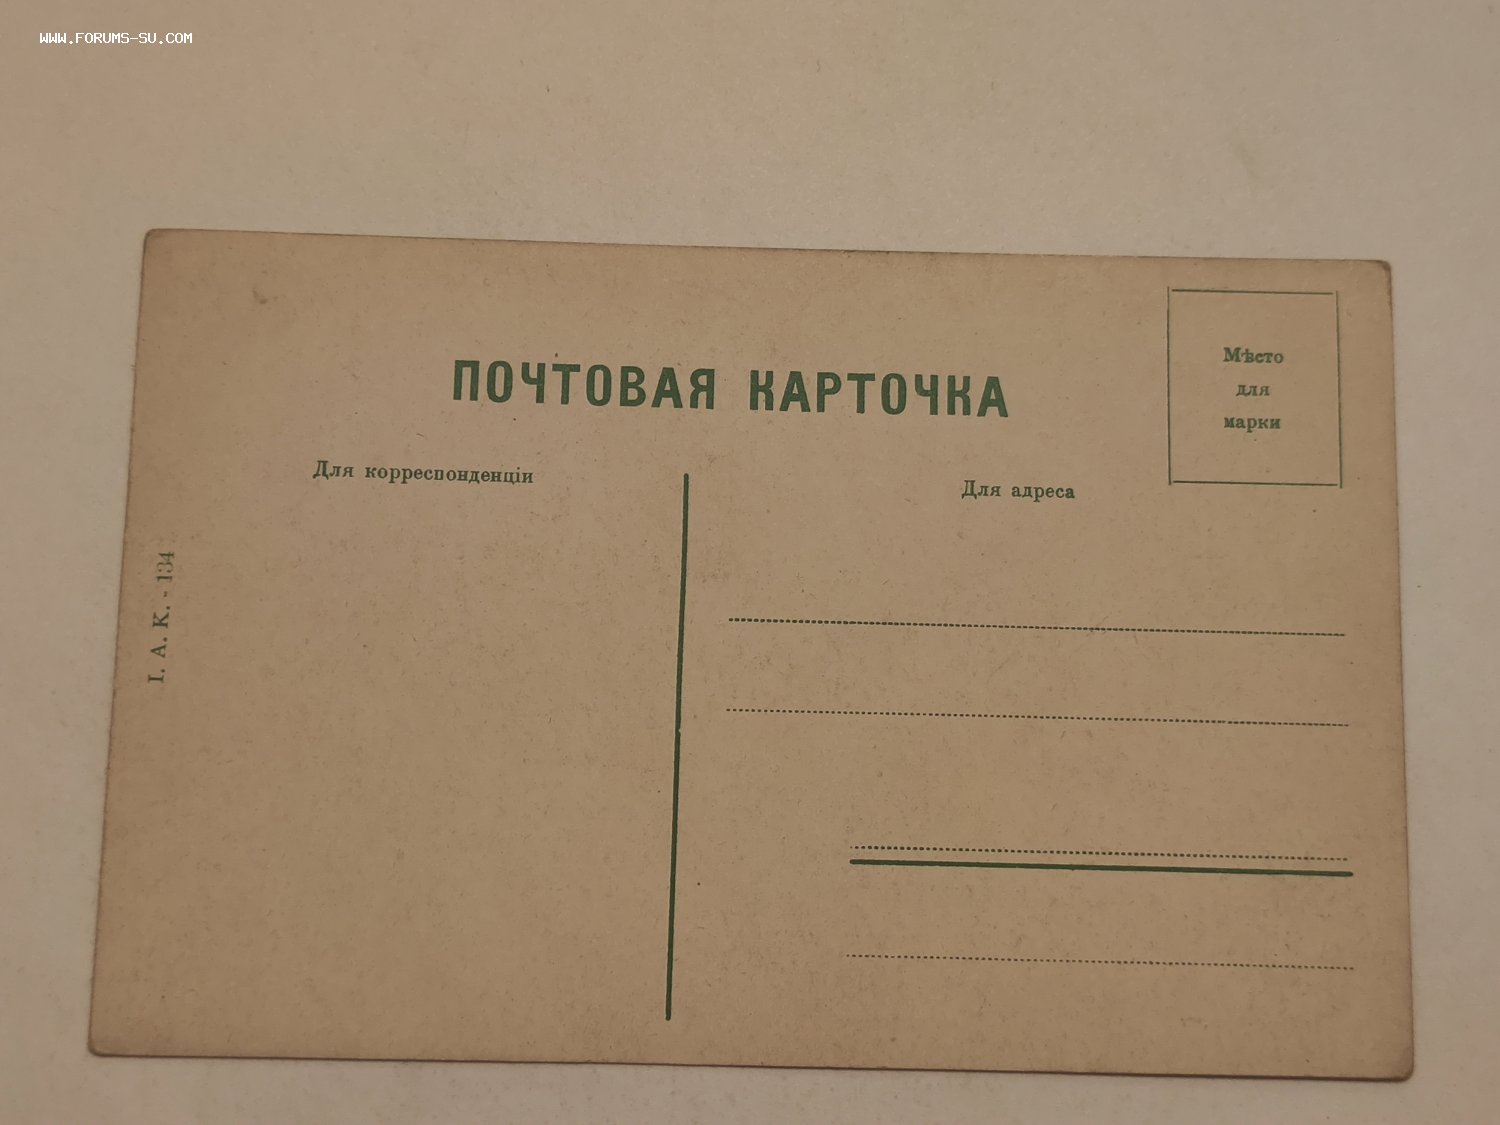 WWW.FORUMS-SU.COM
ПОЧТОВАЯ КАРТОЧКА
Мѣсто
для
марки
Для корреспонденціи
Для адреса
І. А. К. - 134